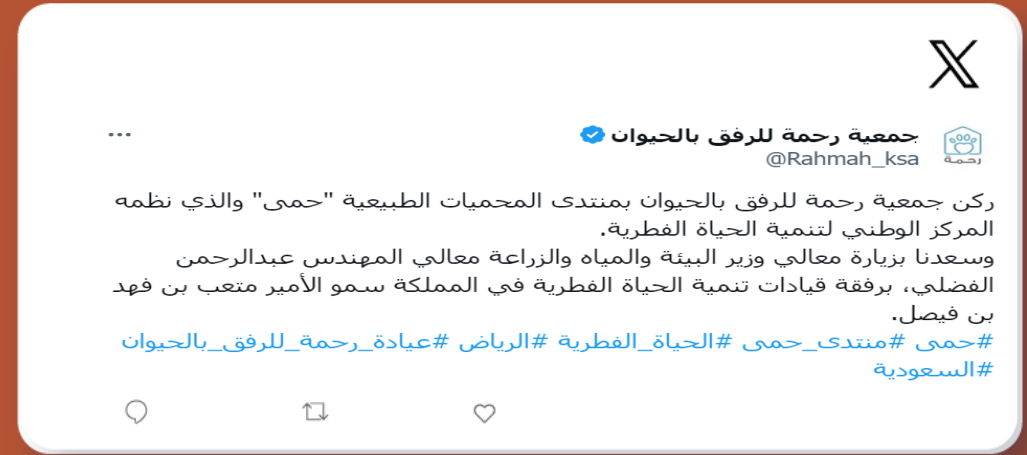 جمعية رحمة للرفق بالحيوان
@Rahmah_ksa
رحمة
ركن جمعية رحمة للرفق بالحيوان بمنتدى المحميات الطبيعية "حمى" والذي نظمه
المركز الوطني لتنمية الحياة الفطرية.
وسعدنا بزيارة معالي وزير البيئة والمياه والزراعة معالي المهندس عبدالرحمن
الفضلي، برفقة قيادات تنمية الحياة الفطرية في المملكة سمو الأمير متعب بن فهد
بن فيصل.
#حمى #منتدى_حمى #الحياة_الفطرية #الرياض #عيادة_رحمة_للرفق_بالحيوان
#السعودية